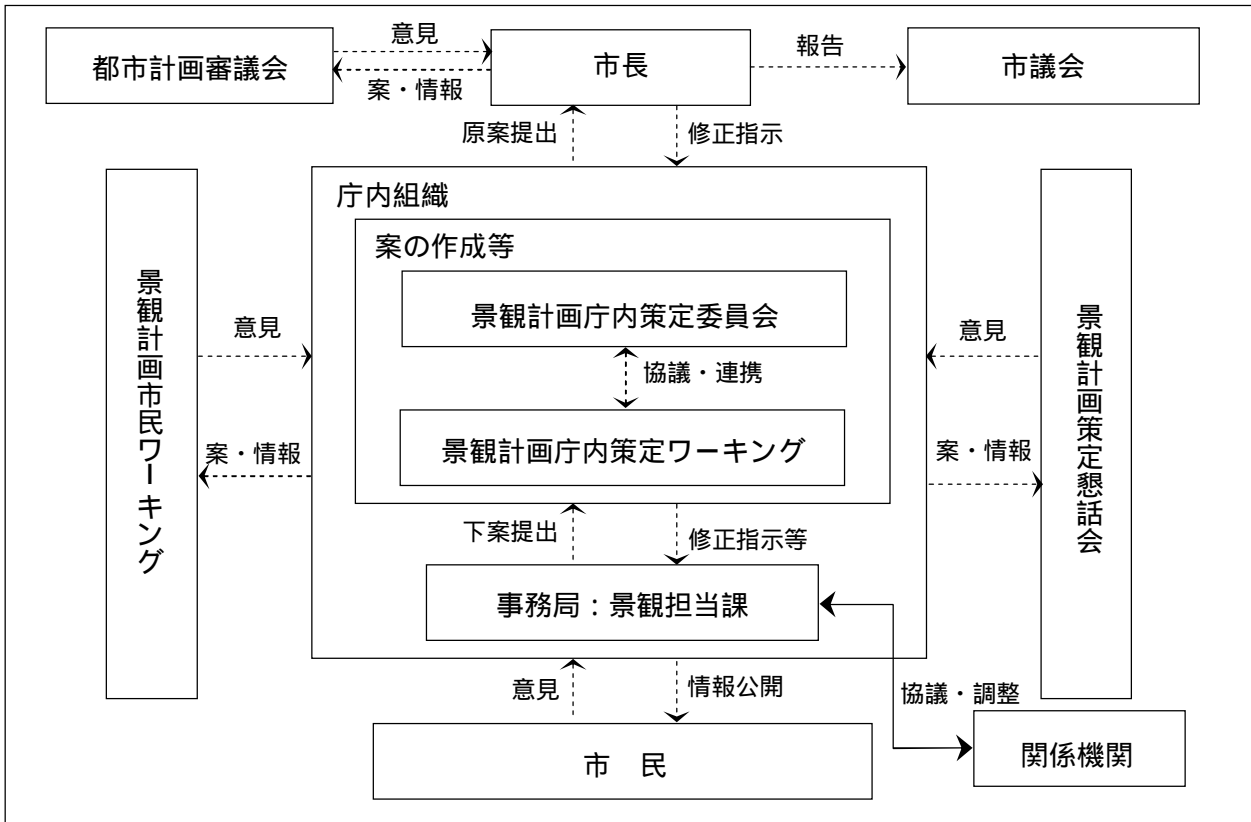 都市計画審議会
意見
案・情報
市長
報告
市議会
原案提出
修正指示
庁内組織
案の作成等
景観計画庁内策定委員会
協議・連携
景観計画庁内策定ワーキング
景観計画市民ワーキング
意見
案・情報
意見
案・情報
景観計画策定懇話会
下案提出
修正指示等
事務局：景観担当課
意見
情報公開
協議・調整
市　民
関係機関